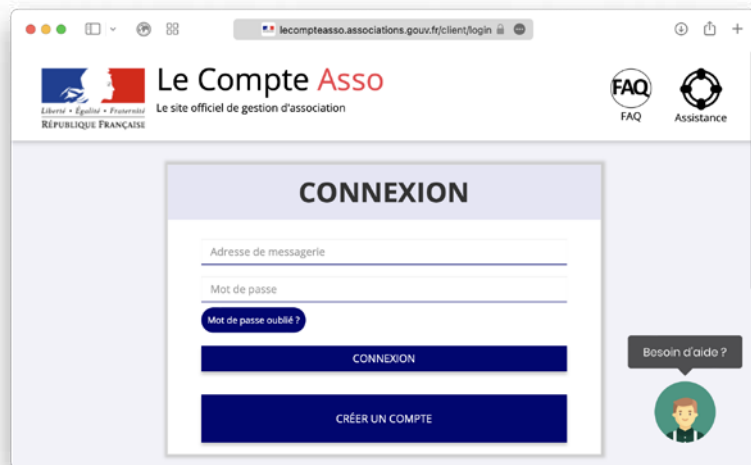 lecompteasso.associations.gouv.fr/client/login
Le Compte Asso
Le site officiel de gestion d'association
Liberté • Égalité • Fraternité
RÉPUBLIQUE FRANÇAISE
FAQ
FAQ
Assistance
CONNEXION
Adresse de messagerie
Mot de passe
Mot de passe oublié ?
CONNEXION
Besoin d'aide ?
CRÉER UN COMPTE